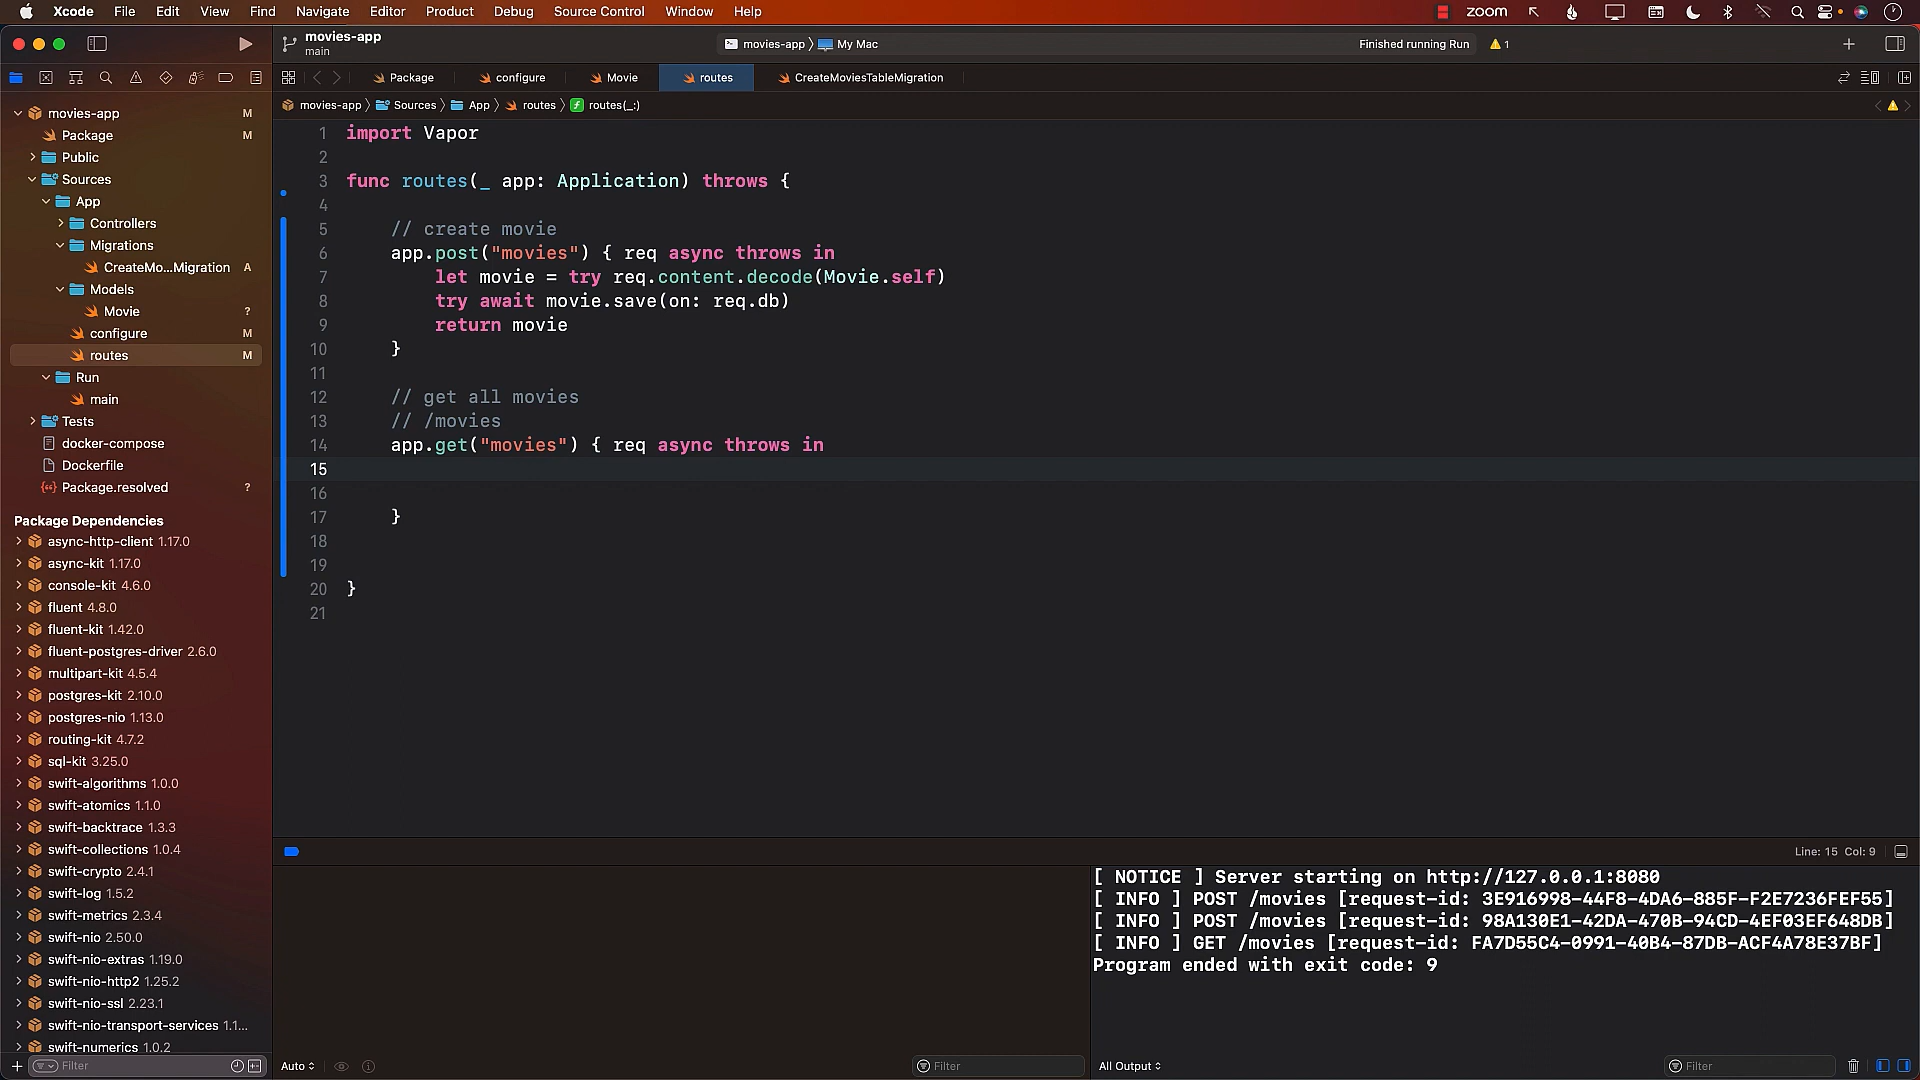 Xcode File Edit View Find Navigate Editor Product Debug Source Control Window Help zoom
movies-app
main
movies-app My Mac Finished running Run 1
Package configure Movie routes CreateMoviesTableMigration
movies-app Sources App routes routes(_:)
movies-app M
Package M
Public
Sources
App
Controllers
Migrations
CreateMo...Migration A
Models
Movie ?
configure M
routes M
Run
main
Tests
docker-compose
Dockerfile
Package.resolved ?
Package Dependencies
async-http-client 1.17.0
async-kit 1.17.0
console-kit 4.6.0
fluent 4.8.0
fluent-kit 1.42.0
fluent-postgres-driver 2.6.0
multipart-kit 4.5.4
postgres-kit 2.10.0
postgres-nio 1.13.0
routing-kit 4.7.2
sql-kit 3.25.0
swift-algorithms 1.0.0
swift-atomics 1.1.0
swift-backtrace 1.3.3
swift-collections 1.0.4
swift-crypto 2.4.1
swift-log 1.5.2
swift-metrics 2.3.4
swift-nio 2.50.0
swift-nio-extras 1.19.0
swift-nio-http2 1.25.2
swift-nio-ssl 2.23.1
swift-nio-transport-services 1.1...
swift-numerics 1.0.2
Filter
1 import Vapor
2
3 func routes(_ app: Application) throws {
4
5 // create movie
6 app.post("movies") { req async throws in
7 let movie = try req.content.decode(Movie.self)
8 try await movie.save(on: req.db)
9 return movie
10 }
11
12 // get all movies
13 // /movies
14 app.get("movies") { req async throws in
15
16
17 }
18
19
20 }
21
Line: 15 Col: 9
[ NOTICE ] Server starting on http://127.0.0.1:8080
[ INFO ] POST /movies [request-id: 3E916998-44F8-4DA6-885F-F2E7236FEF55]
[ INFO ] POST /movies [request-id: 98A130E1-42DA-470B-94CD-4EF03EF648DB]
[ INFO ] GET /movies [request-id: FA7D55C4-0991-40B4-87DB-ACF4A78E37BF]
Program ended with exit code: 9
Auto Filter All Output Filter